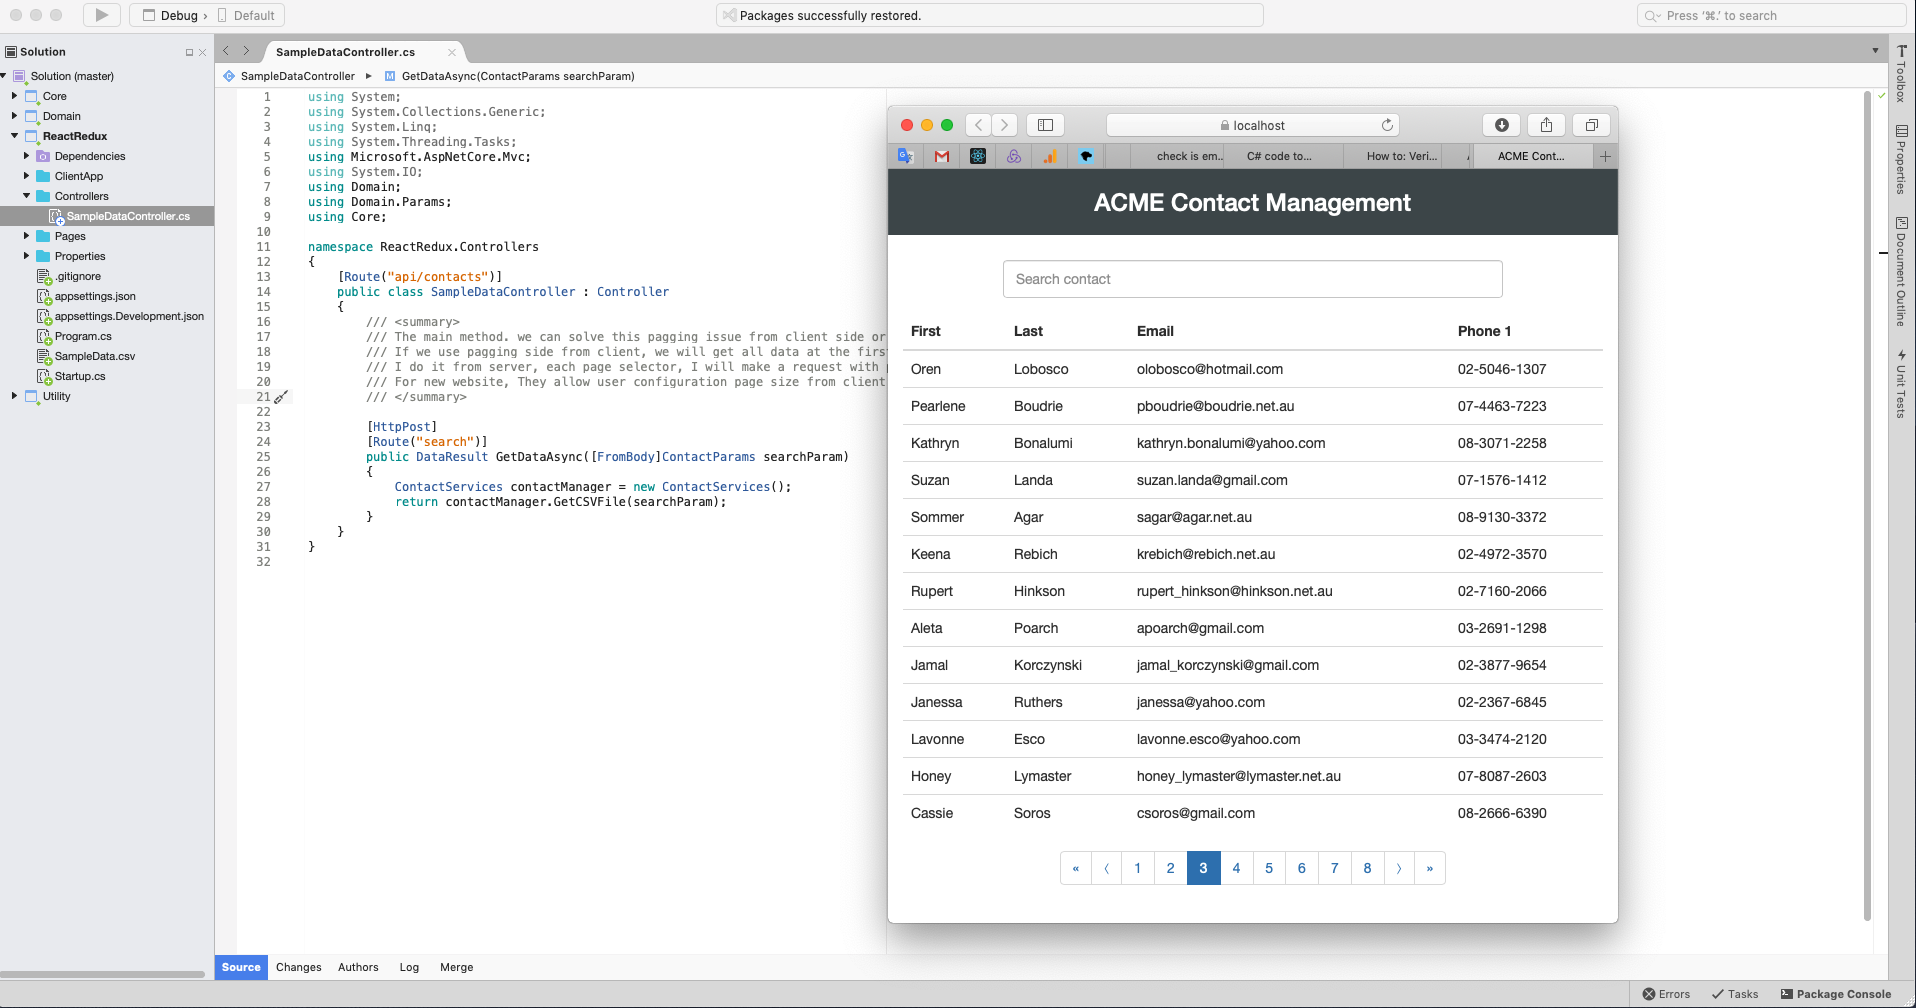 Debug › Default
Packages successfully restored.
Press '⌘.' to search
Solution
Solution (master)
Core
Domain
ReactRedux
Dependencies
ClientApp
Controllers
SampleDataController.cs
Pages
Properties
.gitignore
appsettings.json
appsettings.Development.json
Program.cs
SampleData.csv
Startup.cs
Utility
SampleDataController.cs
SampleDataController ▸ M GetDataAsync(ContactParams searchParam)
1 using System;
2 using System.Collections.Generic;
3 using System.Linq;
4 using System.Threading.Tasks;
5 using Microsoft.AspNetCore.Mvc;
6 using System.IO;
7 using Domain;
8 using Domain.Params;
9 using Core;
10
11 namespace ReactRedux.Controllers
12 {
13 [Route("api/contacts")]
14 public class SampleDataController : Controller
15 {
16 /// <summary>
17 /// The main method. we can solve this pagging issue from client side or
18 /// If we use pagging side from client, we will get all data at the first
19 /// I do it from server, each page selector, I will make a request with
20 /// For new website, They allow user configuration page size from client
21 /// </summary>
22
23 [HttpPost]
24 [Route("search")]
25 public DataResult GetDataAsync([FromBody]ContactParams searchParam)
26 {
27 ContactServices contactManager = new ContactServices();
28 return contactManager.GetCSVFile(searchParam);
29 }
30 }
31 }
32
localhost
check is em..
C# code to...
How to: Veri...
ACME Cont...
ACME Contact Management
Search contact
First Last Email Phone 1
Oren Lobosco olobosco@hotmail.com 02-5046-1307
Pearlene Boudrie pboudrie@boudrie.net.au 07-4463-7223
Kathryn Bonalumi kathryn.bonalumi@yahoo.com 08-3071-2258
Suzan Landa suzan.landa@gmail.com 07-1576-1412
Sommer Agar sagar@agar.net.au 08-9130-3372
Keena Rebich krebich@rebich.net.au 02-4972-3570
Rupert Hinkson rupert_hinkson@hinkson.net.au 02-7160-2066
Aleta Poarch apoarch@gmail.com 03-2691-1298
Jamal Korczynski jamal_korczynski@gmail.com 02-3877-9654
Janessa Ruthers janessa@yahoo.com 02-2367-6845
Lavonne Esco lavonne.esco@yahoo.com 03-3474-2120
Honey Lymaster honey_lymaster@lymaster.net.au 07-8087-2603
Cassie Soros csoros@gmail.com 08-2666-6390
« ⟨ 1 2 3 4 5 6 7 8 ⟩ »
Toolbox
Properties
Document Outline
Unit Tests
Source Changes Authors Log Merge
Errors Tasks Package Console